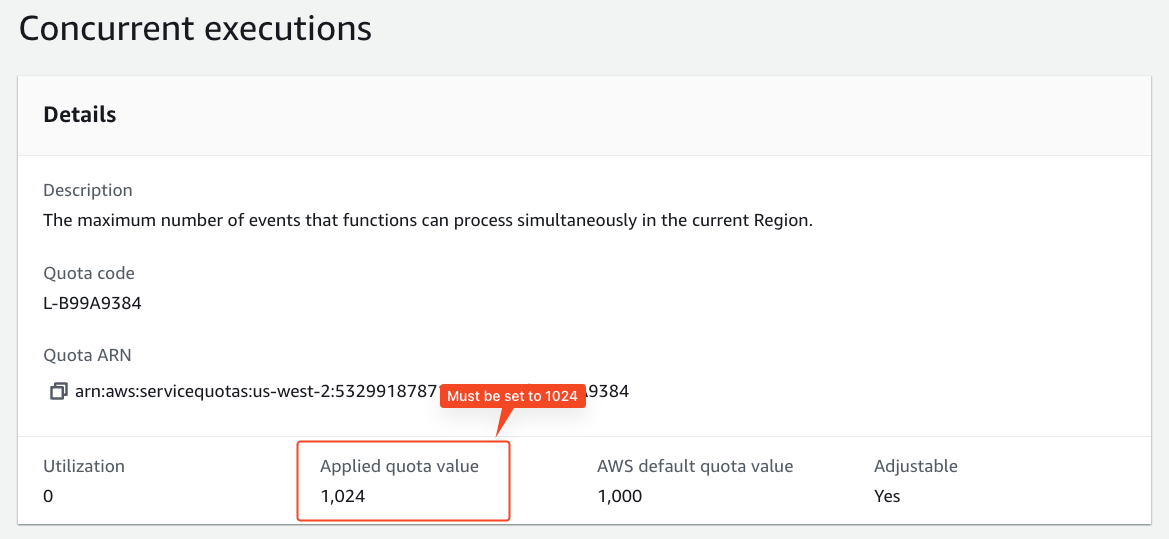 Concurrent executions
Details
Description
The maximum number of events that functions can process simultaneously in the current Region.
Quota code
L-B99A9384
Quota ARN
arn:aws:servicequotas:us-west-2:5329918787 A9384
Must be set to 1024
Utilization
0
Applied quota value
1,024
AWS default quota value
1,000
Adjustable
Yes